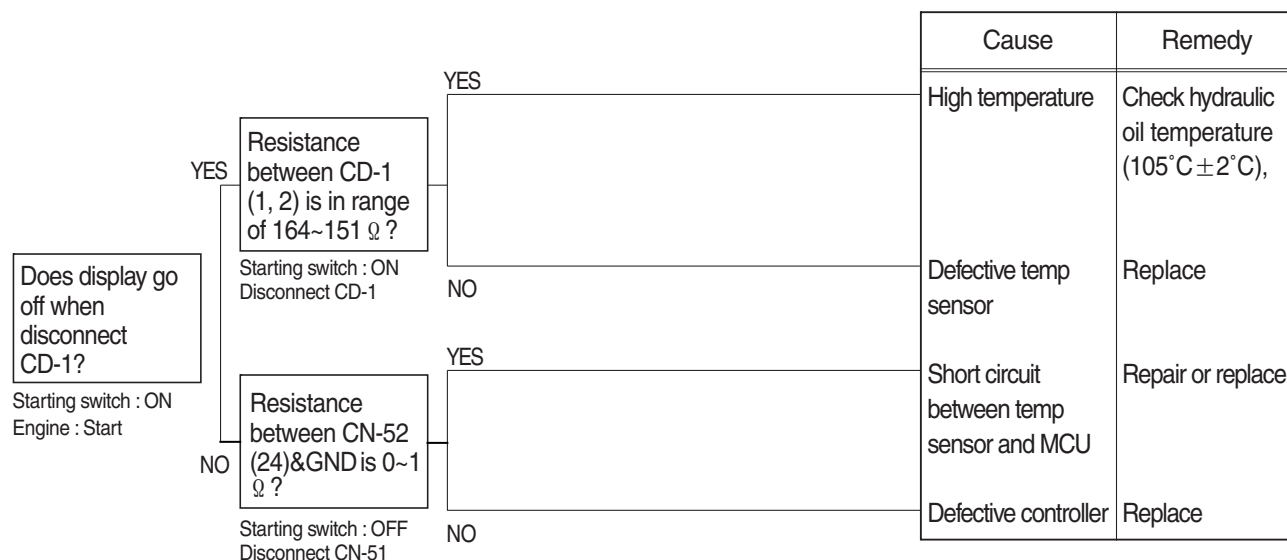 Cause
Remedy
YES
High temperature
Check hydraulic
oil temperature
(105˚C±2˚C),
YES
Resistance
between CD-1
(1, 2) is in range
of 164~151 Ω ?
Starting switch : ON
Disconnect CD-1
NO
Defective temp
sensor
Replace
Does display go
off when
disconnect
CD-1?
Starting switch : ON
Engine : Start
YES
Short circuit
between temp
sensor and MCU
Repair or replace
NO
Resistance
between CN-52
(24)&GND is 0~1
Ω ?
Starting switch : OFF
Disconnect CN-51
NO
Defective controller
Replace